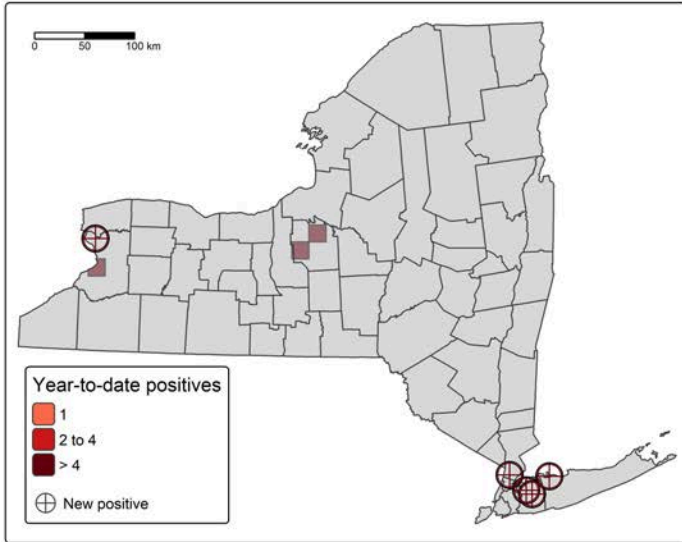 0 50 100 km
Year-to-date positives
1
2 to 4
> 4
New positive